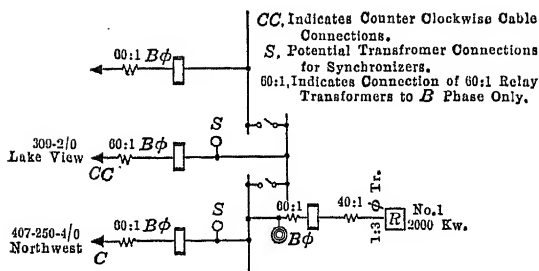 CC, Indicates Counter Clockwise Cable
Connections.
S, Potential Transfromer Connections
for Synchronizers.
60:1, Indicates Connection of 60:1 Relay
Transformers to B Phase Only.
60:1 Bϕ
S
309-2/0
Lake View
60:1 Bϕ
CC
S
60:1
40:1
1:3 ϕ Tr.
R
No.1
2000 Kw.
407-250-4/0
Northwest
60:1 Bϕ
C
Bϕ